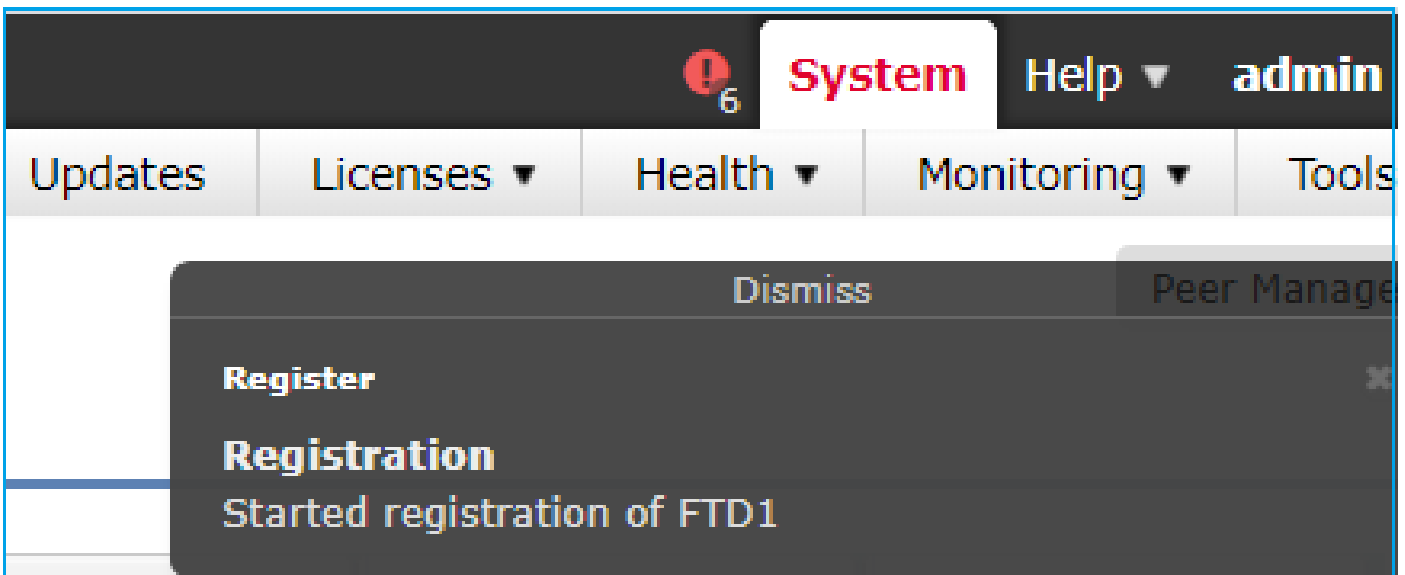 6 System Help ▼ admin
Updates Licenses ▼ Health ▼ Monitoring ▼ Tools
Dismiss Peer Manage
Register
Registration
Started registration of FTD1